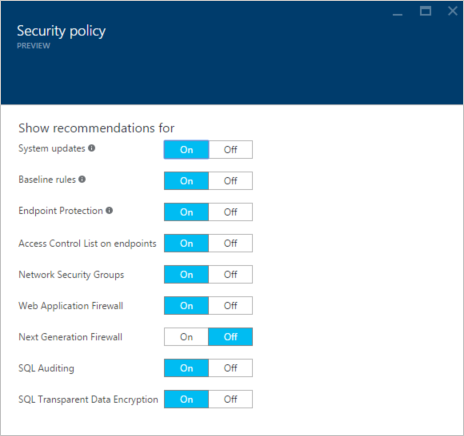 Security policy
PREVIEW
Show recommendations for
System updates On Off
Baseline rules On Off
Endpoint Protection On Off
Access Control List on endpoints On Off
Network Security Groups On Off
Web Application Firewall On Off
Next Generation Firewall On Off
SQL Auditing On Off
SQL Transparent Data Encryption On Off